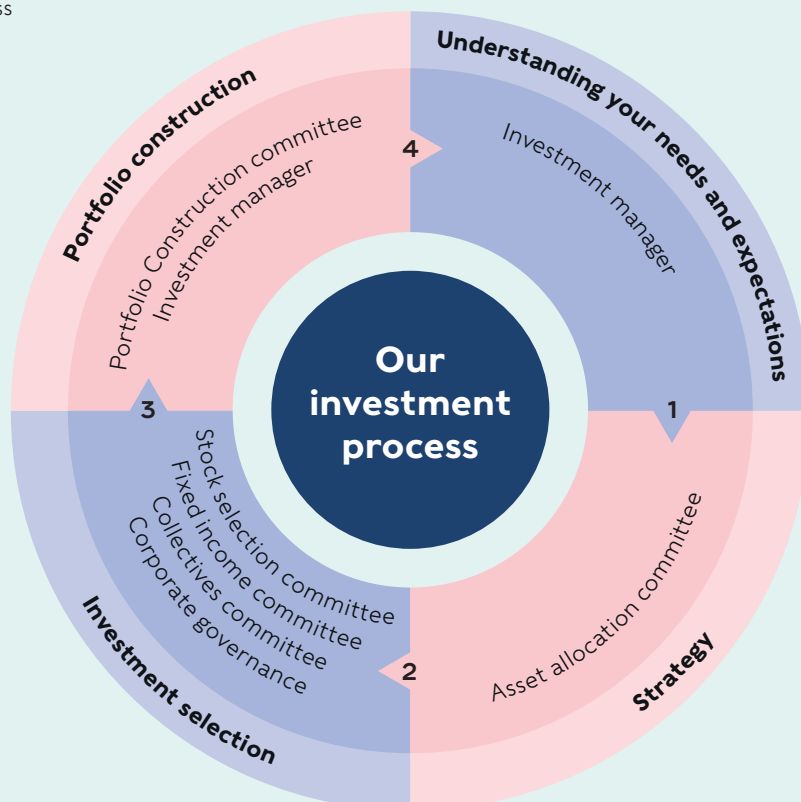 ss
Our
investment
process
Understanding your needs and expectations
Investment manager
1
Strategy
Asset allocation committee
2
Investment selection
Stock selection committee
Fixed income committee
Collectives committee
Corporate governance
3
Portfolio construction
Portfolio Construction committee
Investment manager
4